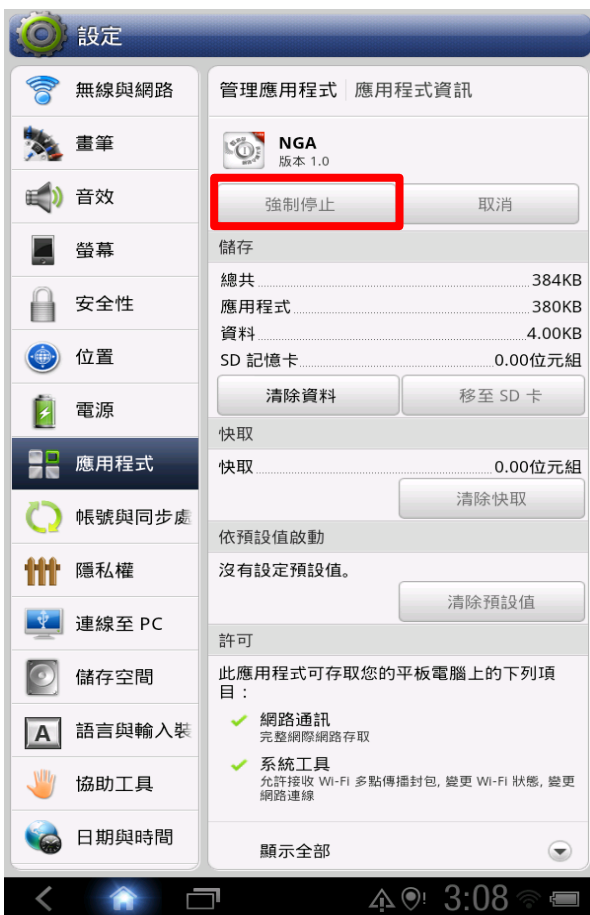 設定
無線與網路
畫筆
音效
螢幕
安全性
位置
電源
應用程式
帳號與同步處
隱私權
連線至 PC
儲存空間
語言與輸入裝
協助工具
日期與時間
管理應用程式 應用程式資訊
NGA
版本 1.0
強制停止 取消
儲存
總共 384KB
應用程式 380KB
資料 4.00KB
SD 記憶卡 0.00位元組
清除資料 移至 SD 卡
快取
快取 0.00位元組
清除快取
依預設值啟動
沒有設定預設值。
清除預設值
許可
此應用程式可存取您的平板電腦上的下列項
目：
網路通訊
完整網際網路存取
系統工具
允許接收 Wi-Fi 多點傳播封包, 變更 Wi-Fi 狀態, 變更
網路連線
顯示全部
3:08